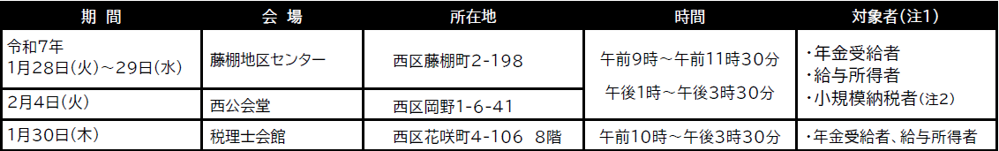 期 間 会 場 所在地 時間 対象者(注1)
令和7年
1月28日(火)~29日(水) 藤棚地区センター 西区藤棚町2-198 午前9時~午前11時30分
午後1時~午後3時30分 ・年金受給者
・給与所得者
・小規模納税者(注2)
2月4日(火) 西公会堂 西区岡野1-6-41
1月30日(木) 税理士会館 西区花咲町4-106 8階 午前10時~午後3時30分 ・年金受給者、給与所得者